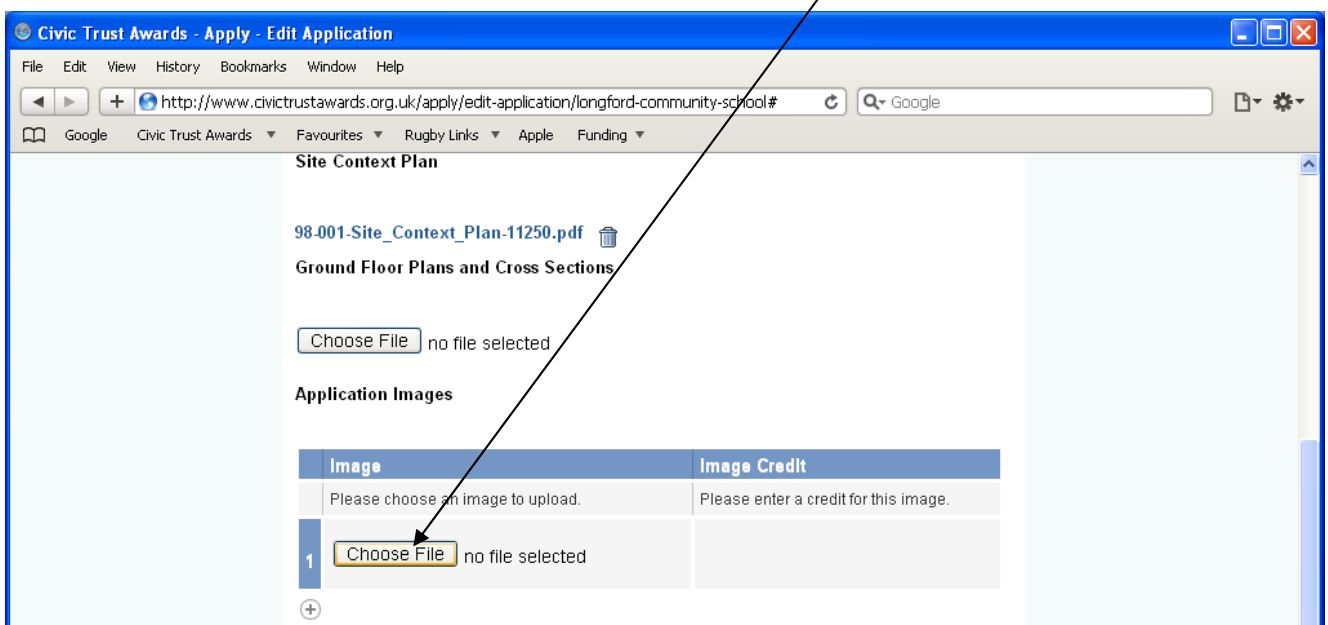 Civic Trust Awards - Apply - Edit Application
File Edit View History Bookmarks Window Help
http://www.civictrustawards.org.uk/apply/edit-application/longford-community-school# Google
Google Civic Trust Awards Favourites Rugby Links Apple Funding
Site Context Plan
98-001-Site_Context_Plan-11250.pdf
Ground Floor Plans and Cross Sections
Choose File no file selected
Application Images
Image Image Credit
Please choose an image to upload. Please enter a credit for this image.
1 Choose File no file selected